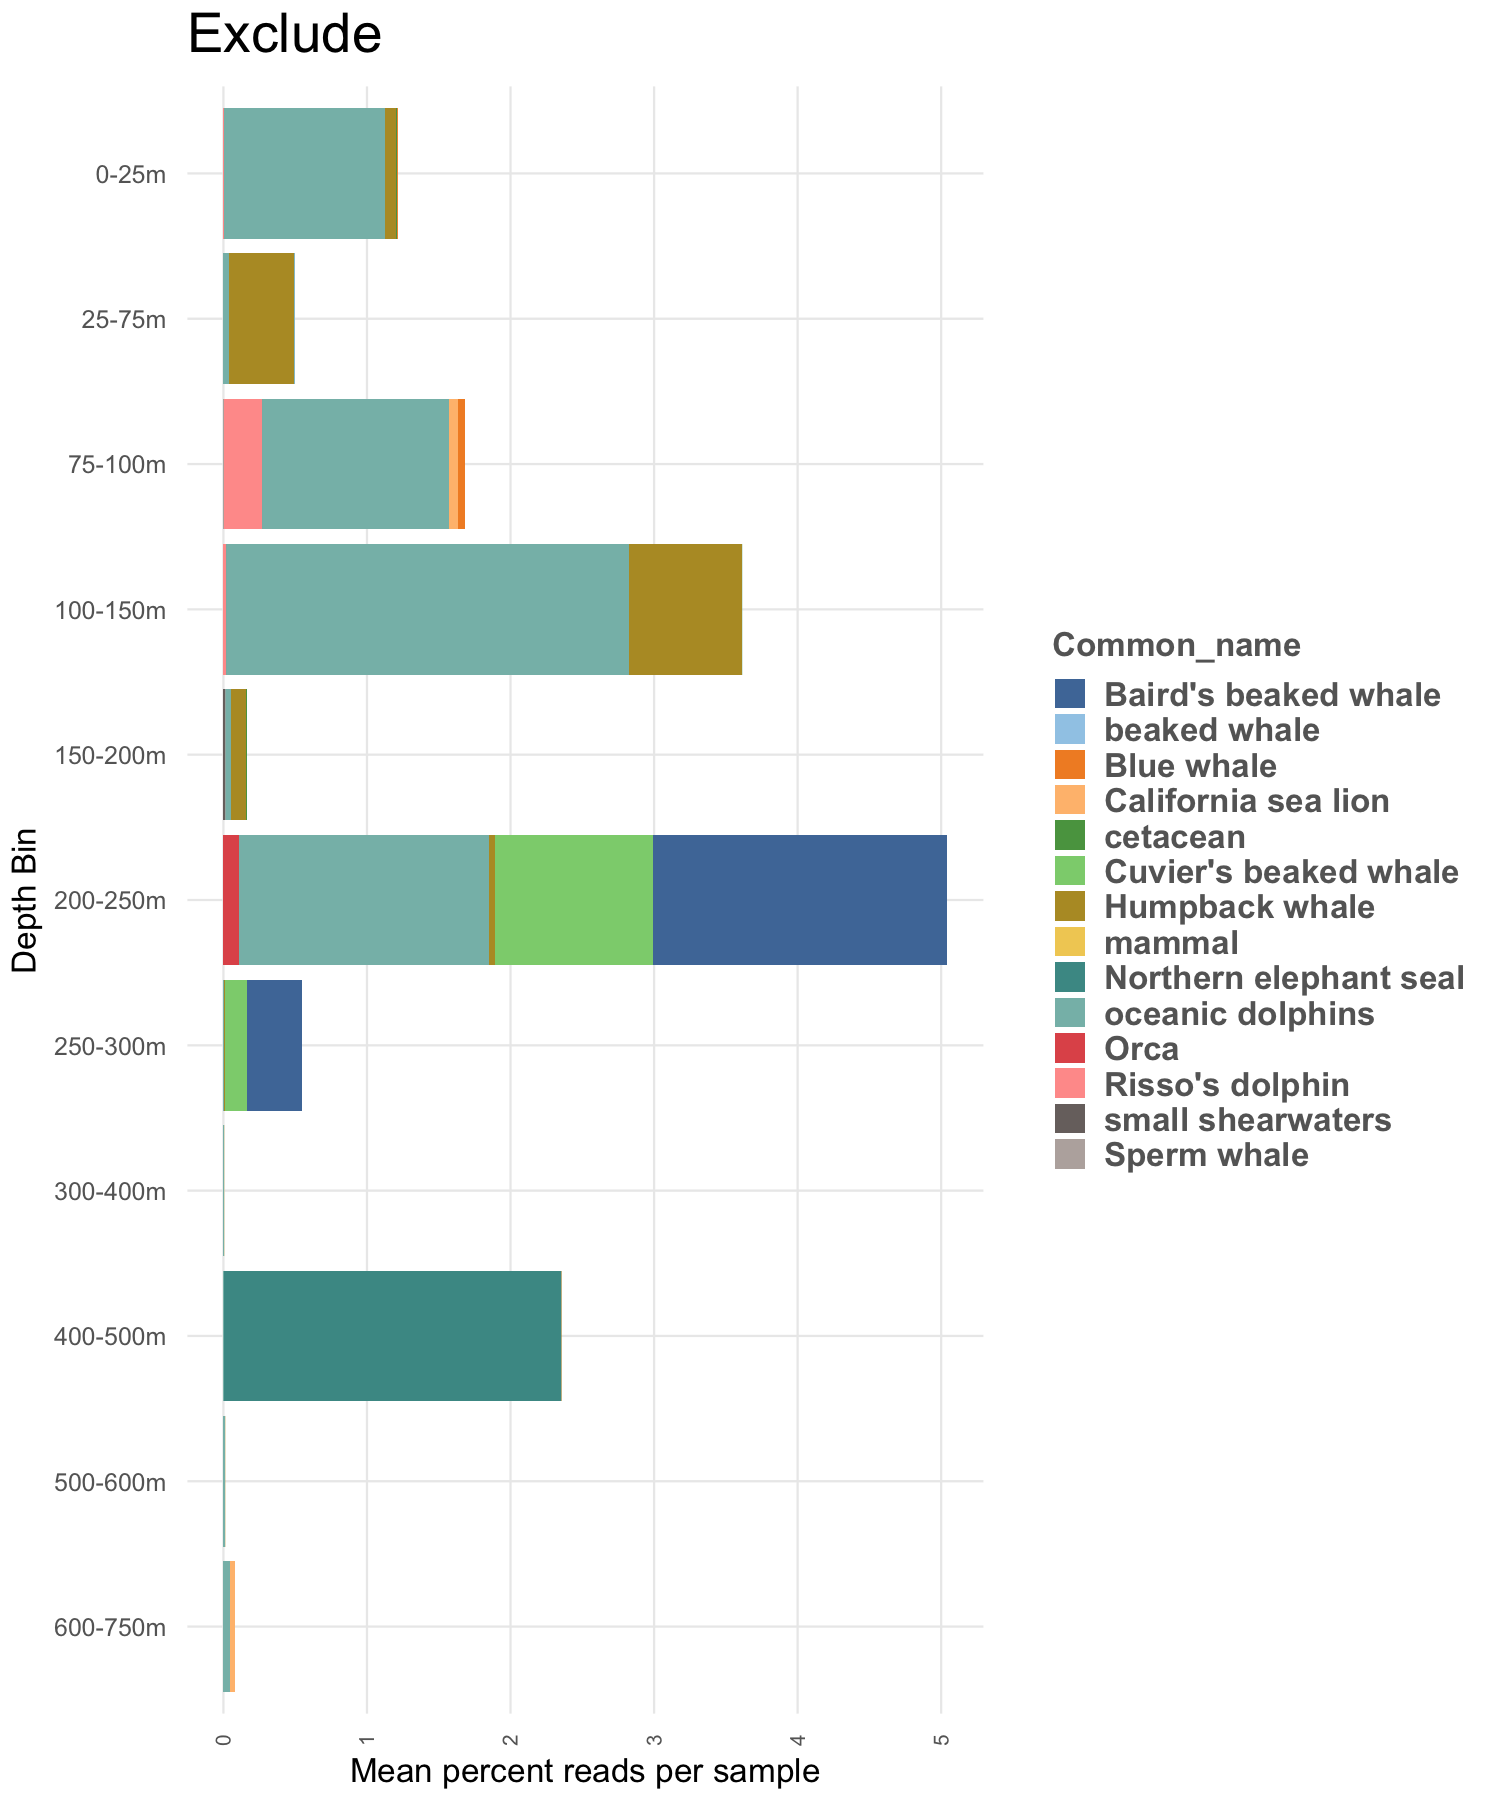 Exclude
0-25m
25-75m
75-100m
100-150m
150-200m
200-250m
250-300m
300-400m
400-500m
500-600m
600-750m
Depth Bin
0
1
2
3
4
5
Mean percent reads per sample
Common_name
Baird's beaked whale
beaked whale
Blue whale
California sea lion
cetacean
Cuvier's beaked whale
Humpback whale
mammal
Northern elephant seal
oceanic dolphins
Orca
Risso's dolphin
small shearwaters
Sperm whale